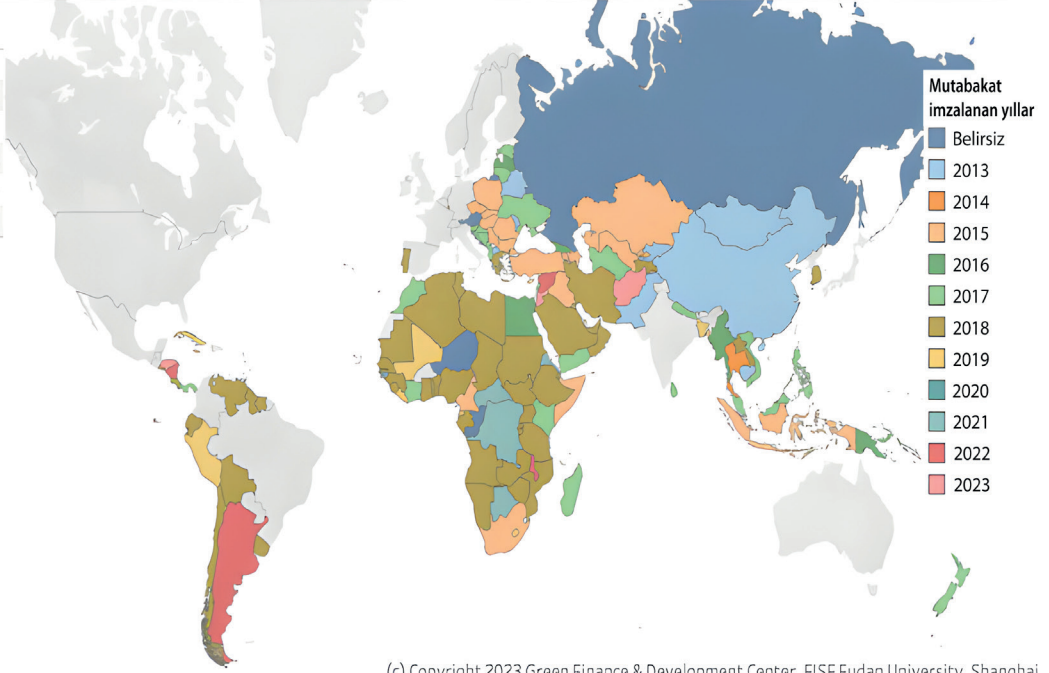 Mutabakat
imzalanan yıllar
Belirsiz
2013
2014
2015
2016
2017
2018
2019
2020
2021
2022
2023
(c) Copyright 2023 Green Finance & Development Center, FISF Fudan University, Shanghai